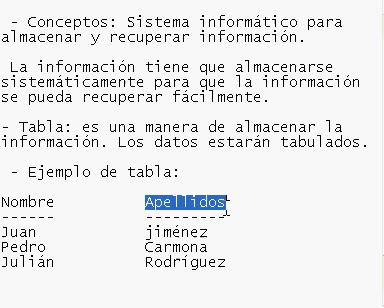 - Conceptos: Sistema informático para
almacenar y recuperar información.
La información tiene que almacenarse
sistemáticamente para que la información
se pueda recuperar fácilmente.
- Tabla: es una manera de almacenar la
información. Los datos estarán tabulados.
- Ejemplo de tabla:
Nombre Apellidos
------ ---------
Juan jiménez
Pedro Carmona
Julián Rodríguez